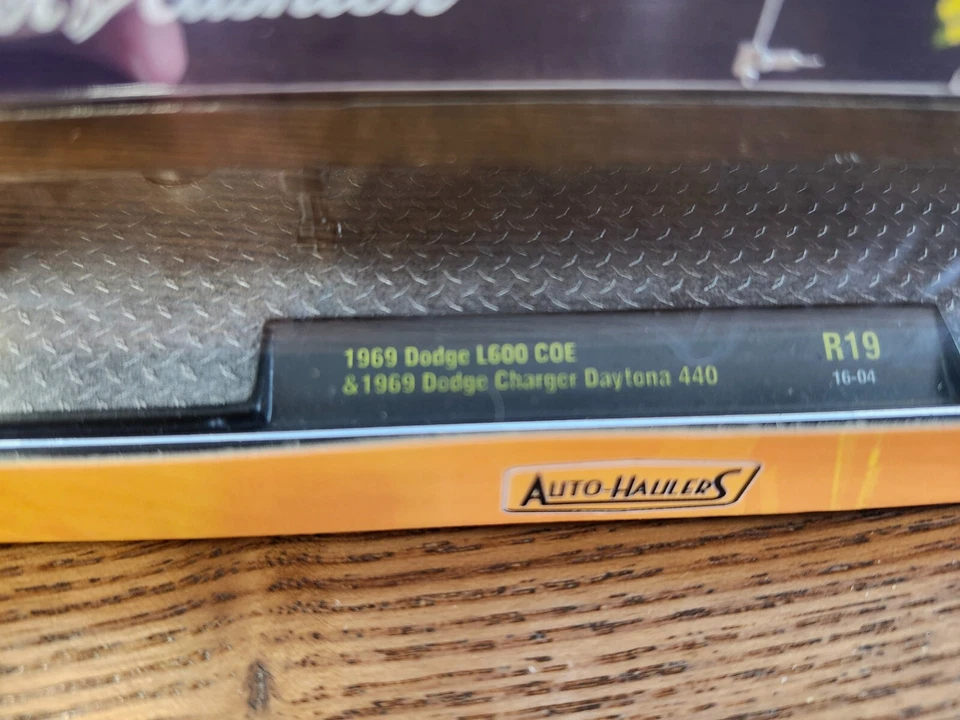 1969 Dodge L600 COE
&1969 Dodge Charger Daytona 440
R19
16-04
AUTO-HAULERS